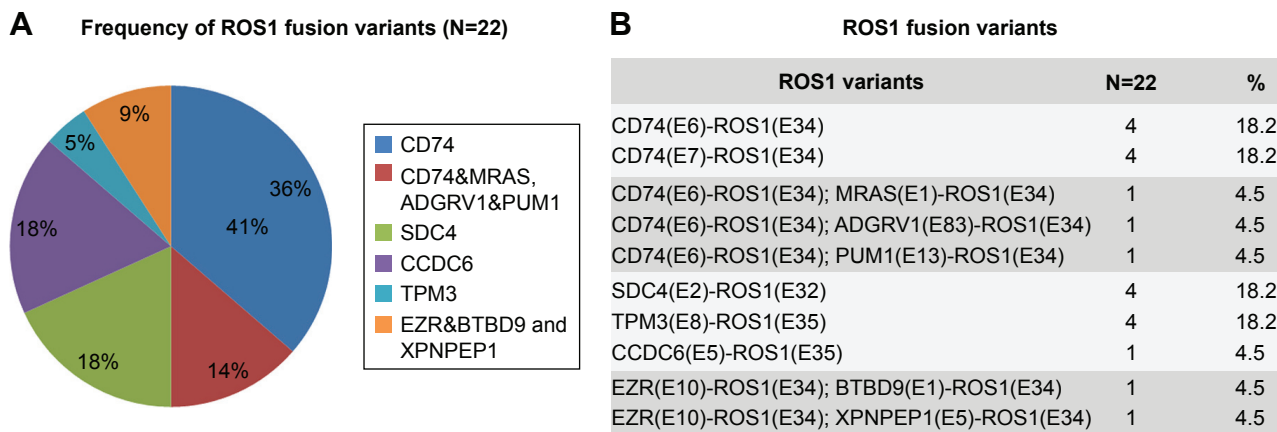 A Frequency of ROS1 fusion variants (N=22)
9%
5%
36%
41%
18%
18%
14%
CD74
CD74&MRAS,
ADGRV1&PUM1
SDC4
CCDC6
TPM3
EZR&BTBD9 and
XPNPEP1
B ROS1 fusion variants
ROS1 variants N=22 %
CD74(E6)-ROS1(E34) 4 18.2
CD74(E7)-ROS1(E34) 4 18.2
CD74(E6)-ROS1(E34); MRAS(E1)-ROS1(E34) 1 4.5
CD74(E6)-ROS1(E34); ADGRV1(E83)-ROS1(E34) 1 4.5
CD74(E6)-ROS1(E34); PUM1(E13)-ROS1(E34) 1 4.5
SDC4(E2)-ROS1(E32) 4 18.2
TPM3(E8)-ROS1(E35) 4 18.2
CCDC6(E5)-ROS1(E35) 1 4.5
EZR(E10)-ROS1(E34); BTBD9(E1)-ROS1(E34) 1 4.5
EZR(E10)-ROS1(E34); XPNPEP1(E5)-ROS1(E34) 1 4.5